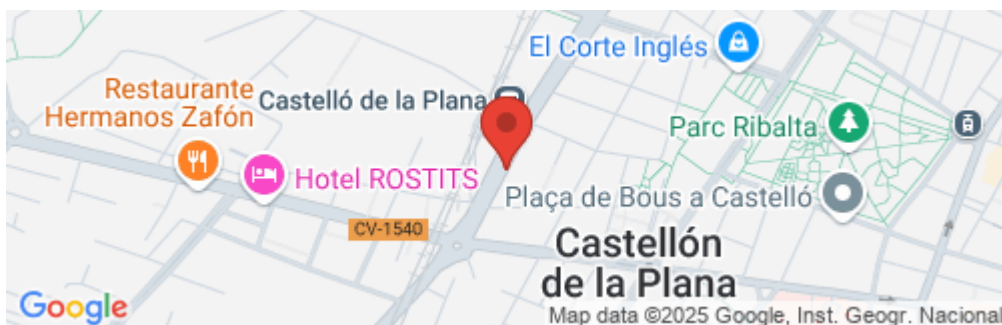 El Corte Inglés
Restaurante
Hermanos Zafón
Castelló de la Plana
Parc Ribalta
Hotel ROSTITS
Plaça de Bous a Castelló
CV-1540
Castellón
de la Plana
Google
Map data ©2025 Google, Inst. Geogr. Nacional